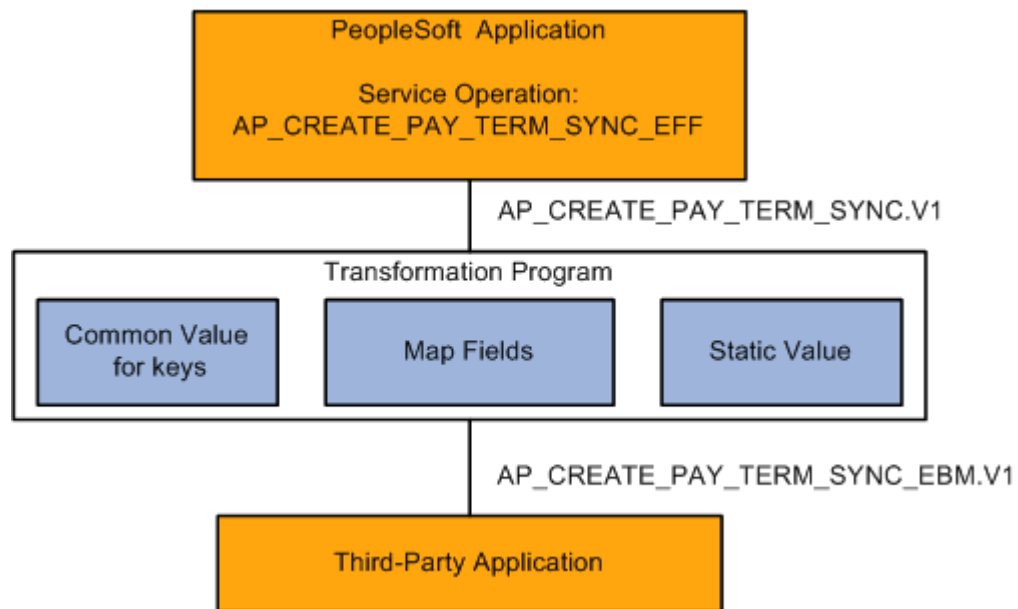 PeopleSoft Application
Service Operation:
AP_CREATE_PAY_TERM_SYNC_EFF
AP_CREATE_PAY_TERM_SYNC.V1
Transformation Program
Common Value
for keys
Map Fields
Static Value
AP_CREATE_PAY_TERM_SYNC_EBM.V1
Third-Party Application